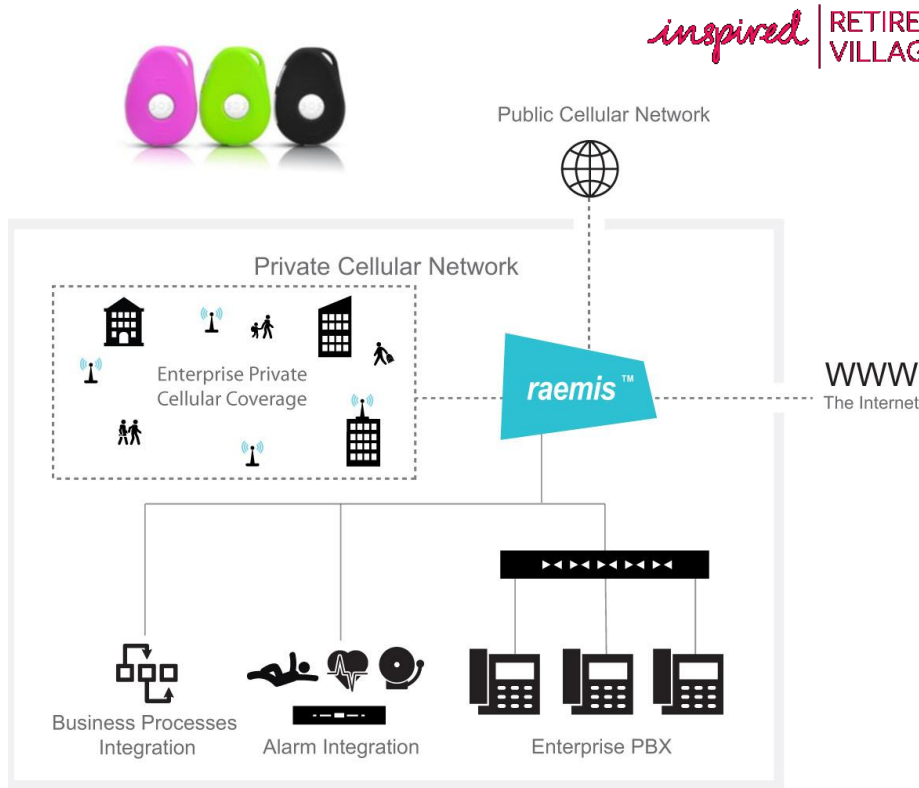 inspired
RETIRE
VILLAG
Public Cellular Network
Private Cellular Network
Enterprise Private
Cellular Coverage
raemis™
WWW
The Internet
Business Processes
Integration
Alarm Integration
Enterprise PBX